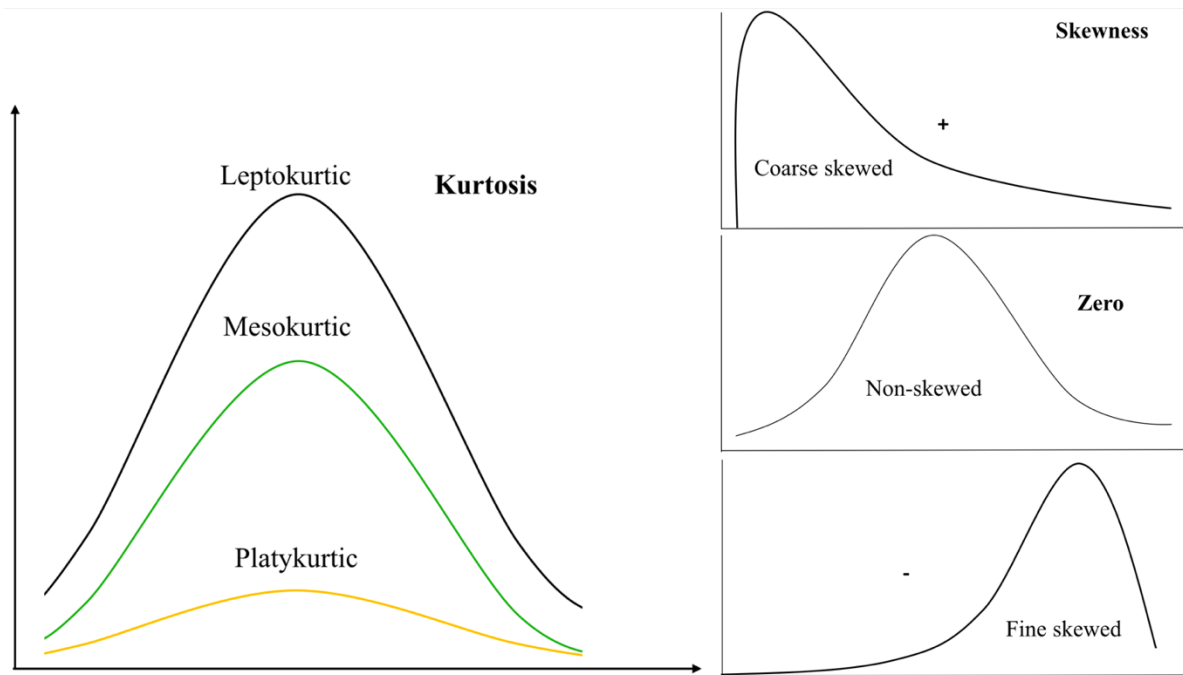 Kurtosis
Leptokurtic
Mesokurtic
Platykurtic
Skewness
+
Coarse skewed
Zero
Non-skewed
-
Fine skewed